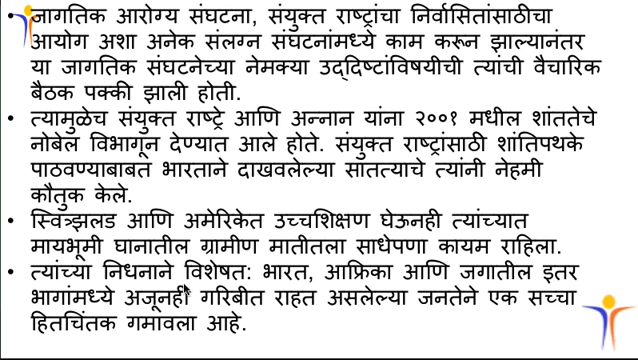 • जागतिक आरोग्य संघटना, संयुक्त राष्ट्रांचा निर्वासितांसाठीचा
आयोग अशा अनेक संलग्न संघटनांमध्ये काम करून झाल्यानंतर
या जागतिक संघटनेच्या नेमक्या उद्दिष्टांविषयीची त्यांची वैचारिक
बैठक पक्की झाली होती.
• त्यामुळेच संयुक्त राष्ट्रे आणि अन्नान यांना २००१ मधील शांततेचे
नोबेल विभागून देण्यात आले होते. संयुक्त राष्ट्रांसाठी शांतिपथके
पाठवण्याबाबत भारताने दाखवलेल्या सातत्याचे त्यांनी नेहमी
कौतुक केले.
• स्वित्झलड आणि अमेरिकेत उच्चशिक्षण घेऊनही त्यांच्यात
मायभूमी घानातील ग्रामीण मातीतला साधेपणा कायम राहिला.
• त्यांच्या निधनाने विशेषत: भारत, आफ्रिका आणि जगातील इतर
भागांमध्ये अजूनही गरिबीत राहत असलेल्या जनतेने एक सच्चा
हितचिंतक गमावला आहे.